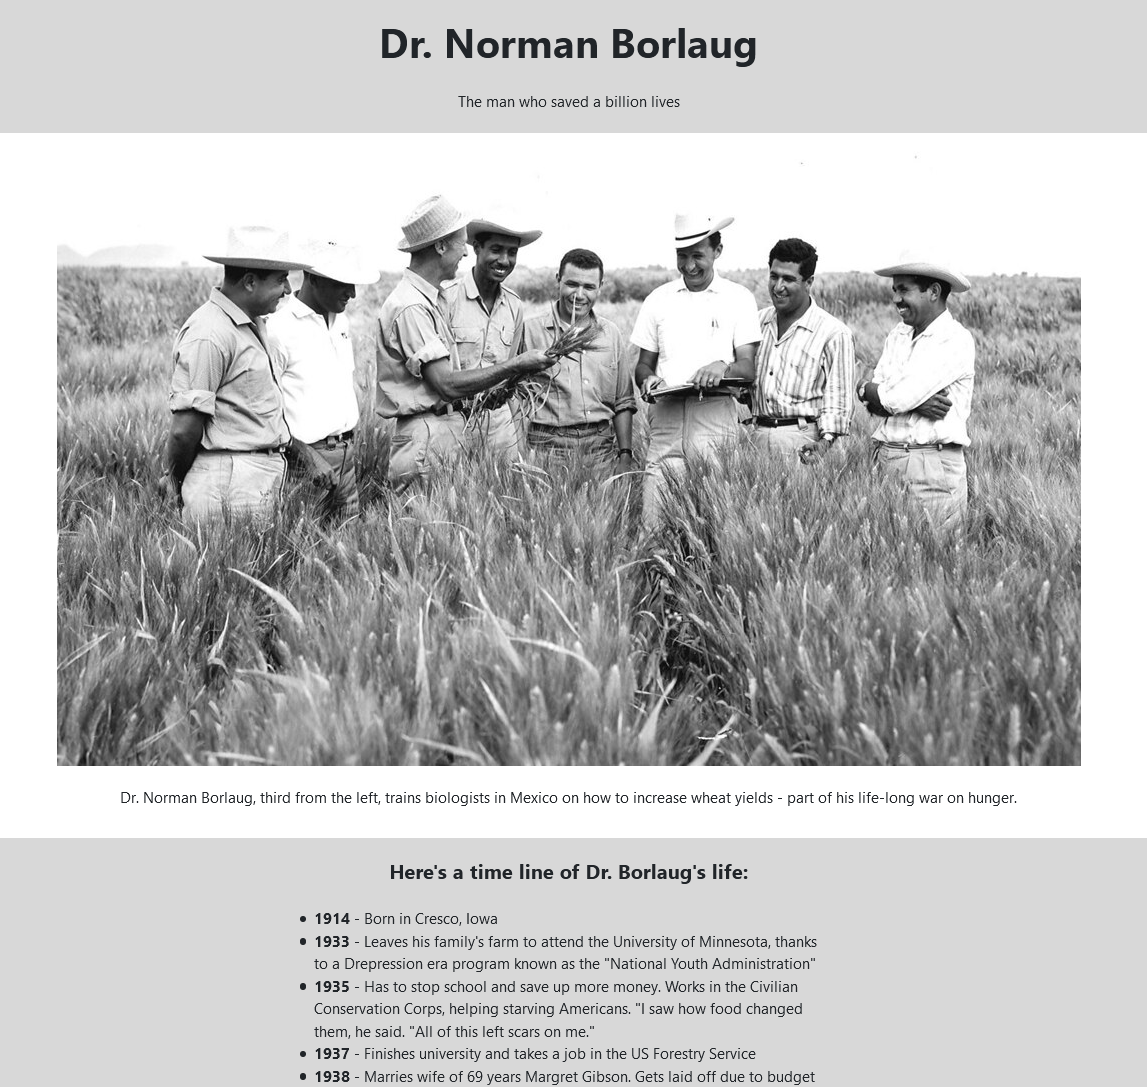 Dr. Norman Borlaug
The man who saved a billion lives
Dr. Norman Borlaug, third from the left, trains biologists in Mexico on how to increase wheat yields - part of his life-long war on hunger.
Here's a time line of Dr. Borlaug's life:
• 1914 - Born in Cresco, Iowa
• 1933 - Leaves his family's farm to attend the University of Minnesota, thanks
to a Drepression era program known as the "National Youth Administration"
• 1935 - Has to stop school and save up more money. Works in the Civilian
Conservation Corps, helping starving Americans. "I saw how food changed
them, he said. "All of this left scars on me."
• 1937 - Finishes university and takes a job in the US Forestry Service
• 1938 - Marries wife of 69 years Margret Gibson. Gets laid off due to budget